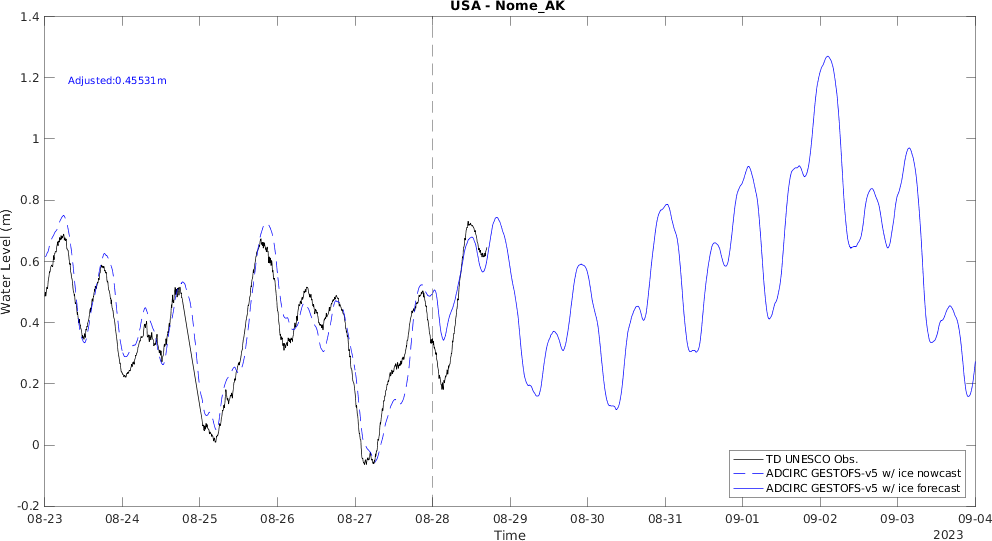 USA - Nome_AK
Adjusted:0.45531m
Water Level (m)
1.4
1.2
1
0.8
0.6
0.4
0.2
0
-0.2
TD UNESCO Obs.
ADCIRC GESTOFS-v5 w/ ice nowcast
ADCIRC GESTOFS-v5 w/ ice forecast
08-23 08-24 08-25 08-26 08-27 08-28 08-29 08-30 08-31 09-01 09-02 09-03 09-04
Time
2023